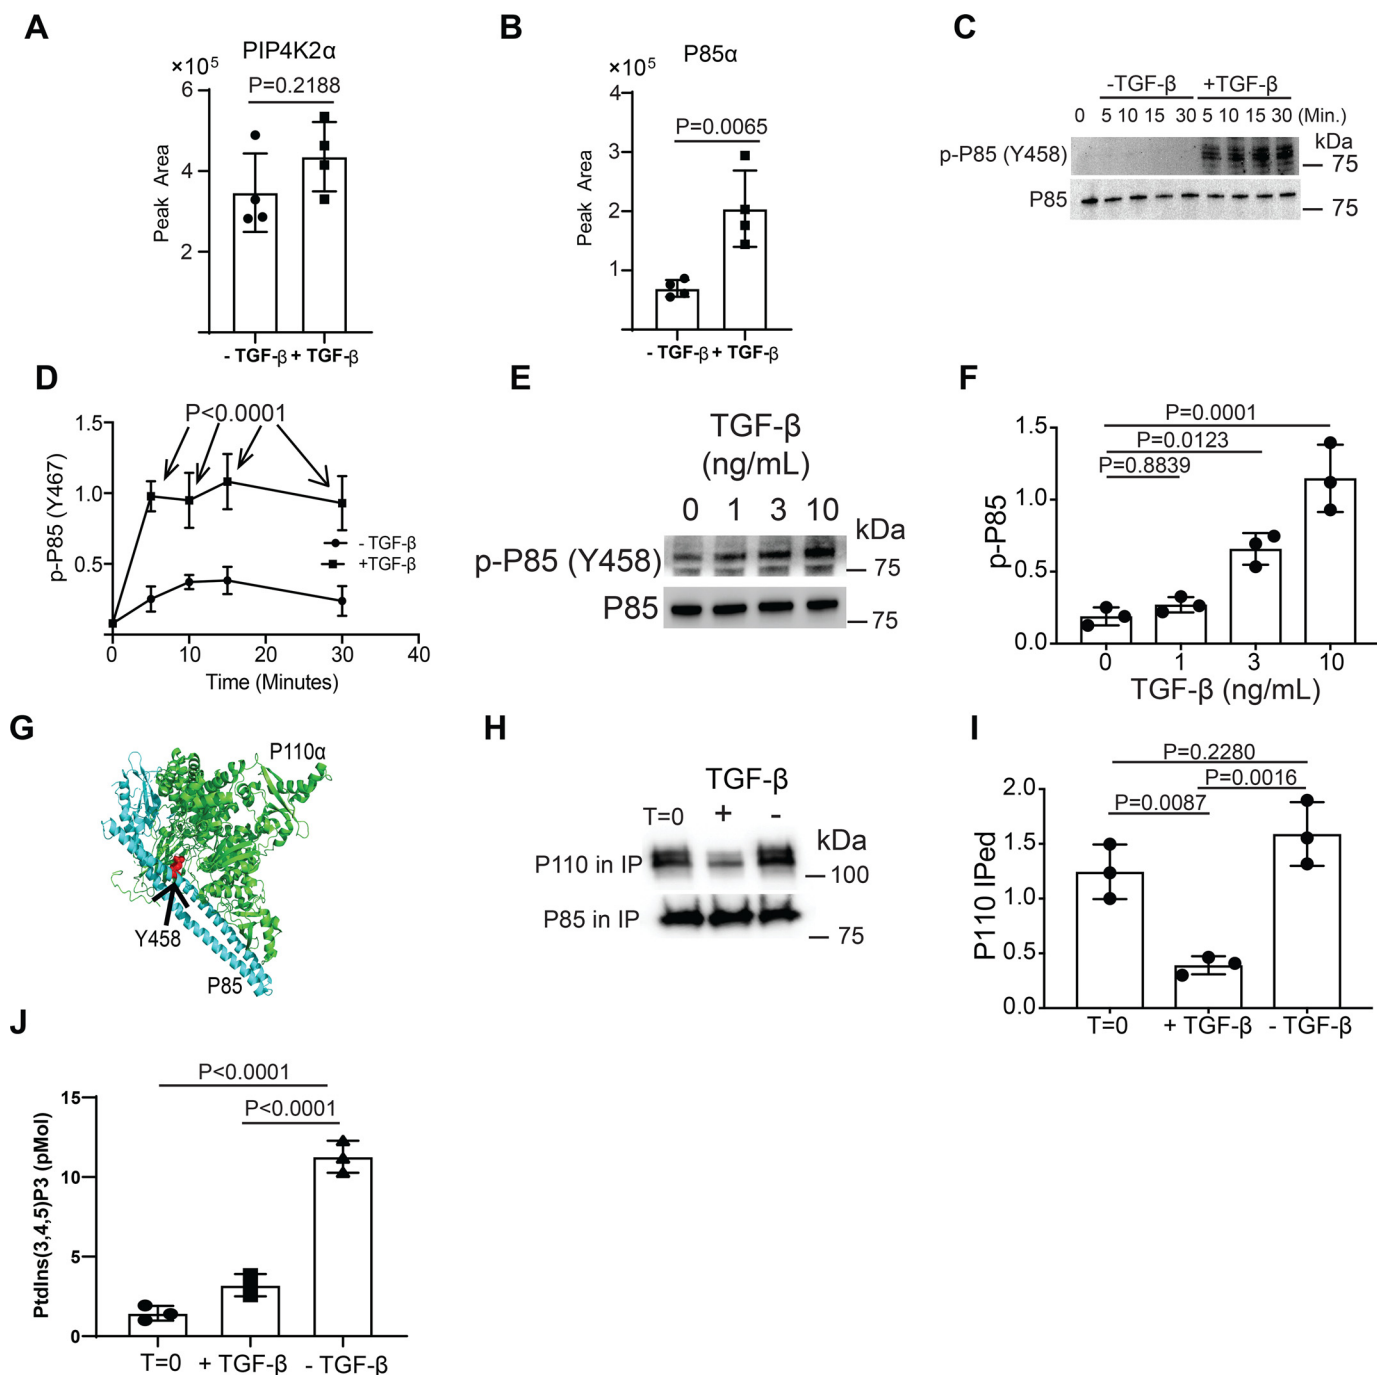 A
PIP4K2α
×10⁵
P=0.2188
6
4
2
Peak Area
- TGF-β + TGF-β
B
P85α
×10⁵
P=0.0065
4
3
2
1
Peak Area
- TGF-β + TGF-β
C
-TGF-β +TGF-β
0 5 10 15 30 5 10 15 30 (Min.)
kDa
p-P85 (Y458)
75
P85
75
D
P<0.0001
1.5
1.0
0.5
p-P85 (Y467)
- TGF-β
+TGF-β
0 10 20 30 40
Time (Minutes)
E
TGF-β
(ng/mL)
0 1 3 10
kDa
p-P85 (Y458)
75
P85
75
F
P=0.0001
P=0.0123
P=0.8839
1.5
1.0
0.5
0.0
p-P85
0 1 3 10
TGF-β (ng/mL)
G
P110α
Y458
P85
H
TGF-β
T=0 + -
kDa
P110 in IP
100
P85 in IP
75
I
P=0.2280
P=0.0016
P=0.0087
2.0
1.5
1.0
0.5
0.0
P110 IPed
T=0 + TGF-β - TGF-β
J
P<0.0001
P<0.0001
15
10
5
0
PtdIns(3,4,5)P3 (pMol)
T=0 + TGF-β - TGF-β